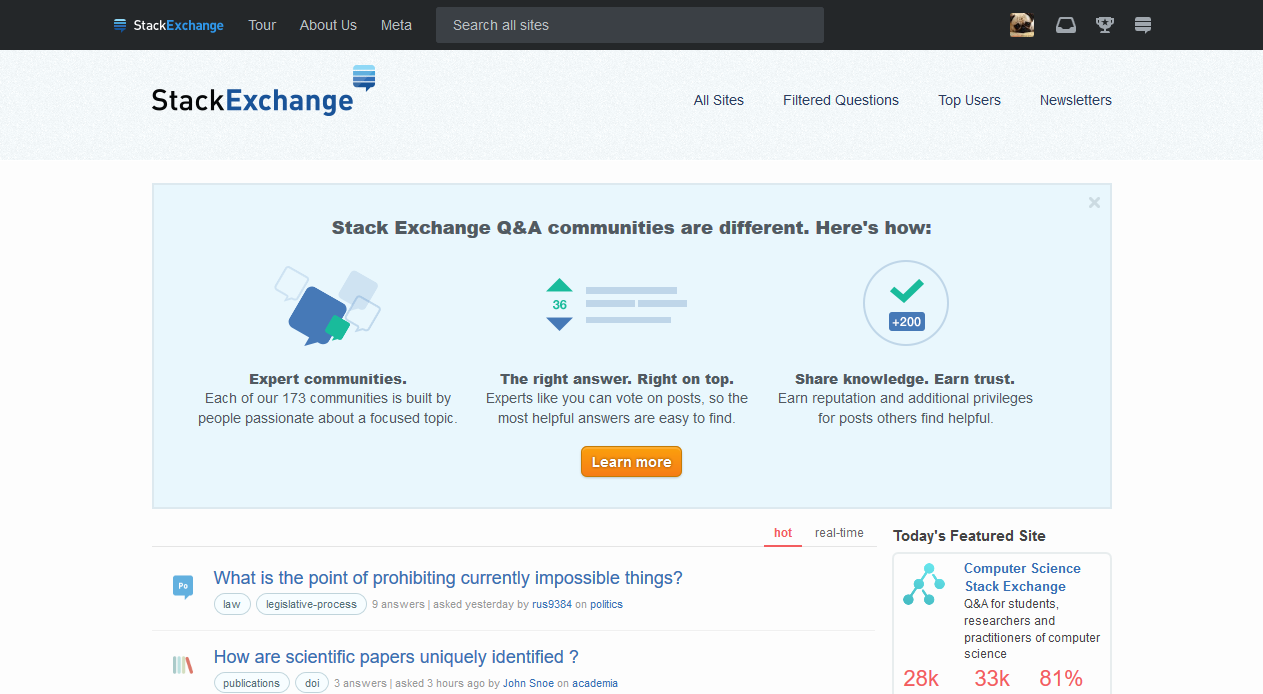 StackExchange Tour About Us Meta Search all sites
StackExchange
All Sites Filtered Questions Top Users Newsletters
Stack Exchange Q&A communities are different. Here's how:
36
+200
Expert communities.
Each of our 173 communities is built by
people passionate about a focused topic.
The right answer. Right on top.
Experts like you can vote on posts, so the
most helpful answers are easy to find.
Share knowledge. Earn trust.
Earn reputation and additional privileges
for posts others find helpful.
Learn more
hot real-time
Po
What is the point of prohibiting currently impossible things?
law legislative-process 9 answers | asked yesterday by rus9384 on politics
How are scientific papers uniquely identified ?
publications doi 3 answers | asked 3 hours ago by John Snoe on academia
Today's Featured Site
Computer Science
Stack Exchange
Q&A for students,
researchers and
practitioners of computer
science
28k 33k 81%